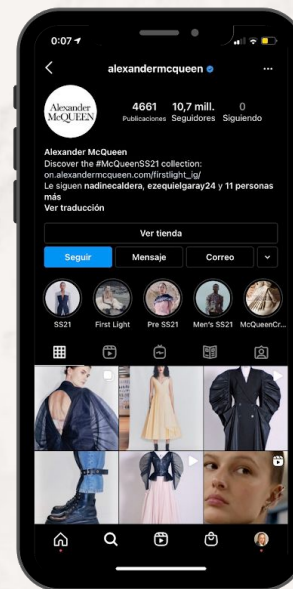 0:07
alexandermcqueen
Alexander
McQUEEN
4661 10,7 mill. 0
Publicaciones Seguidores Siguiendo
Alexander McQueen
Discover the #McQueenSS21 collection:
on.alexandermcqueen.com/firstlight_ig/
Le siguen nadinecaldera, ezequielgaray24 y 11 personas
más
Ver traducción
Ver tienda
Seguir Mensaje Correo
SS21 First Light Pre SS21 Men's SS21 McQueenCr...